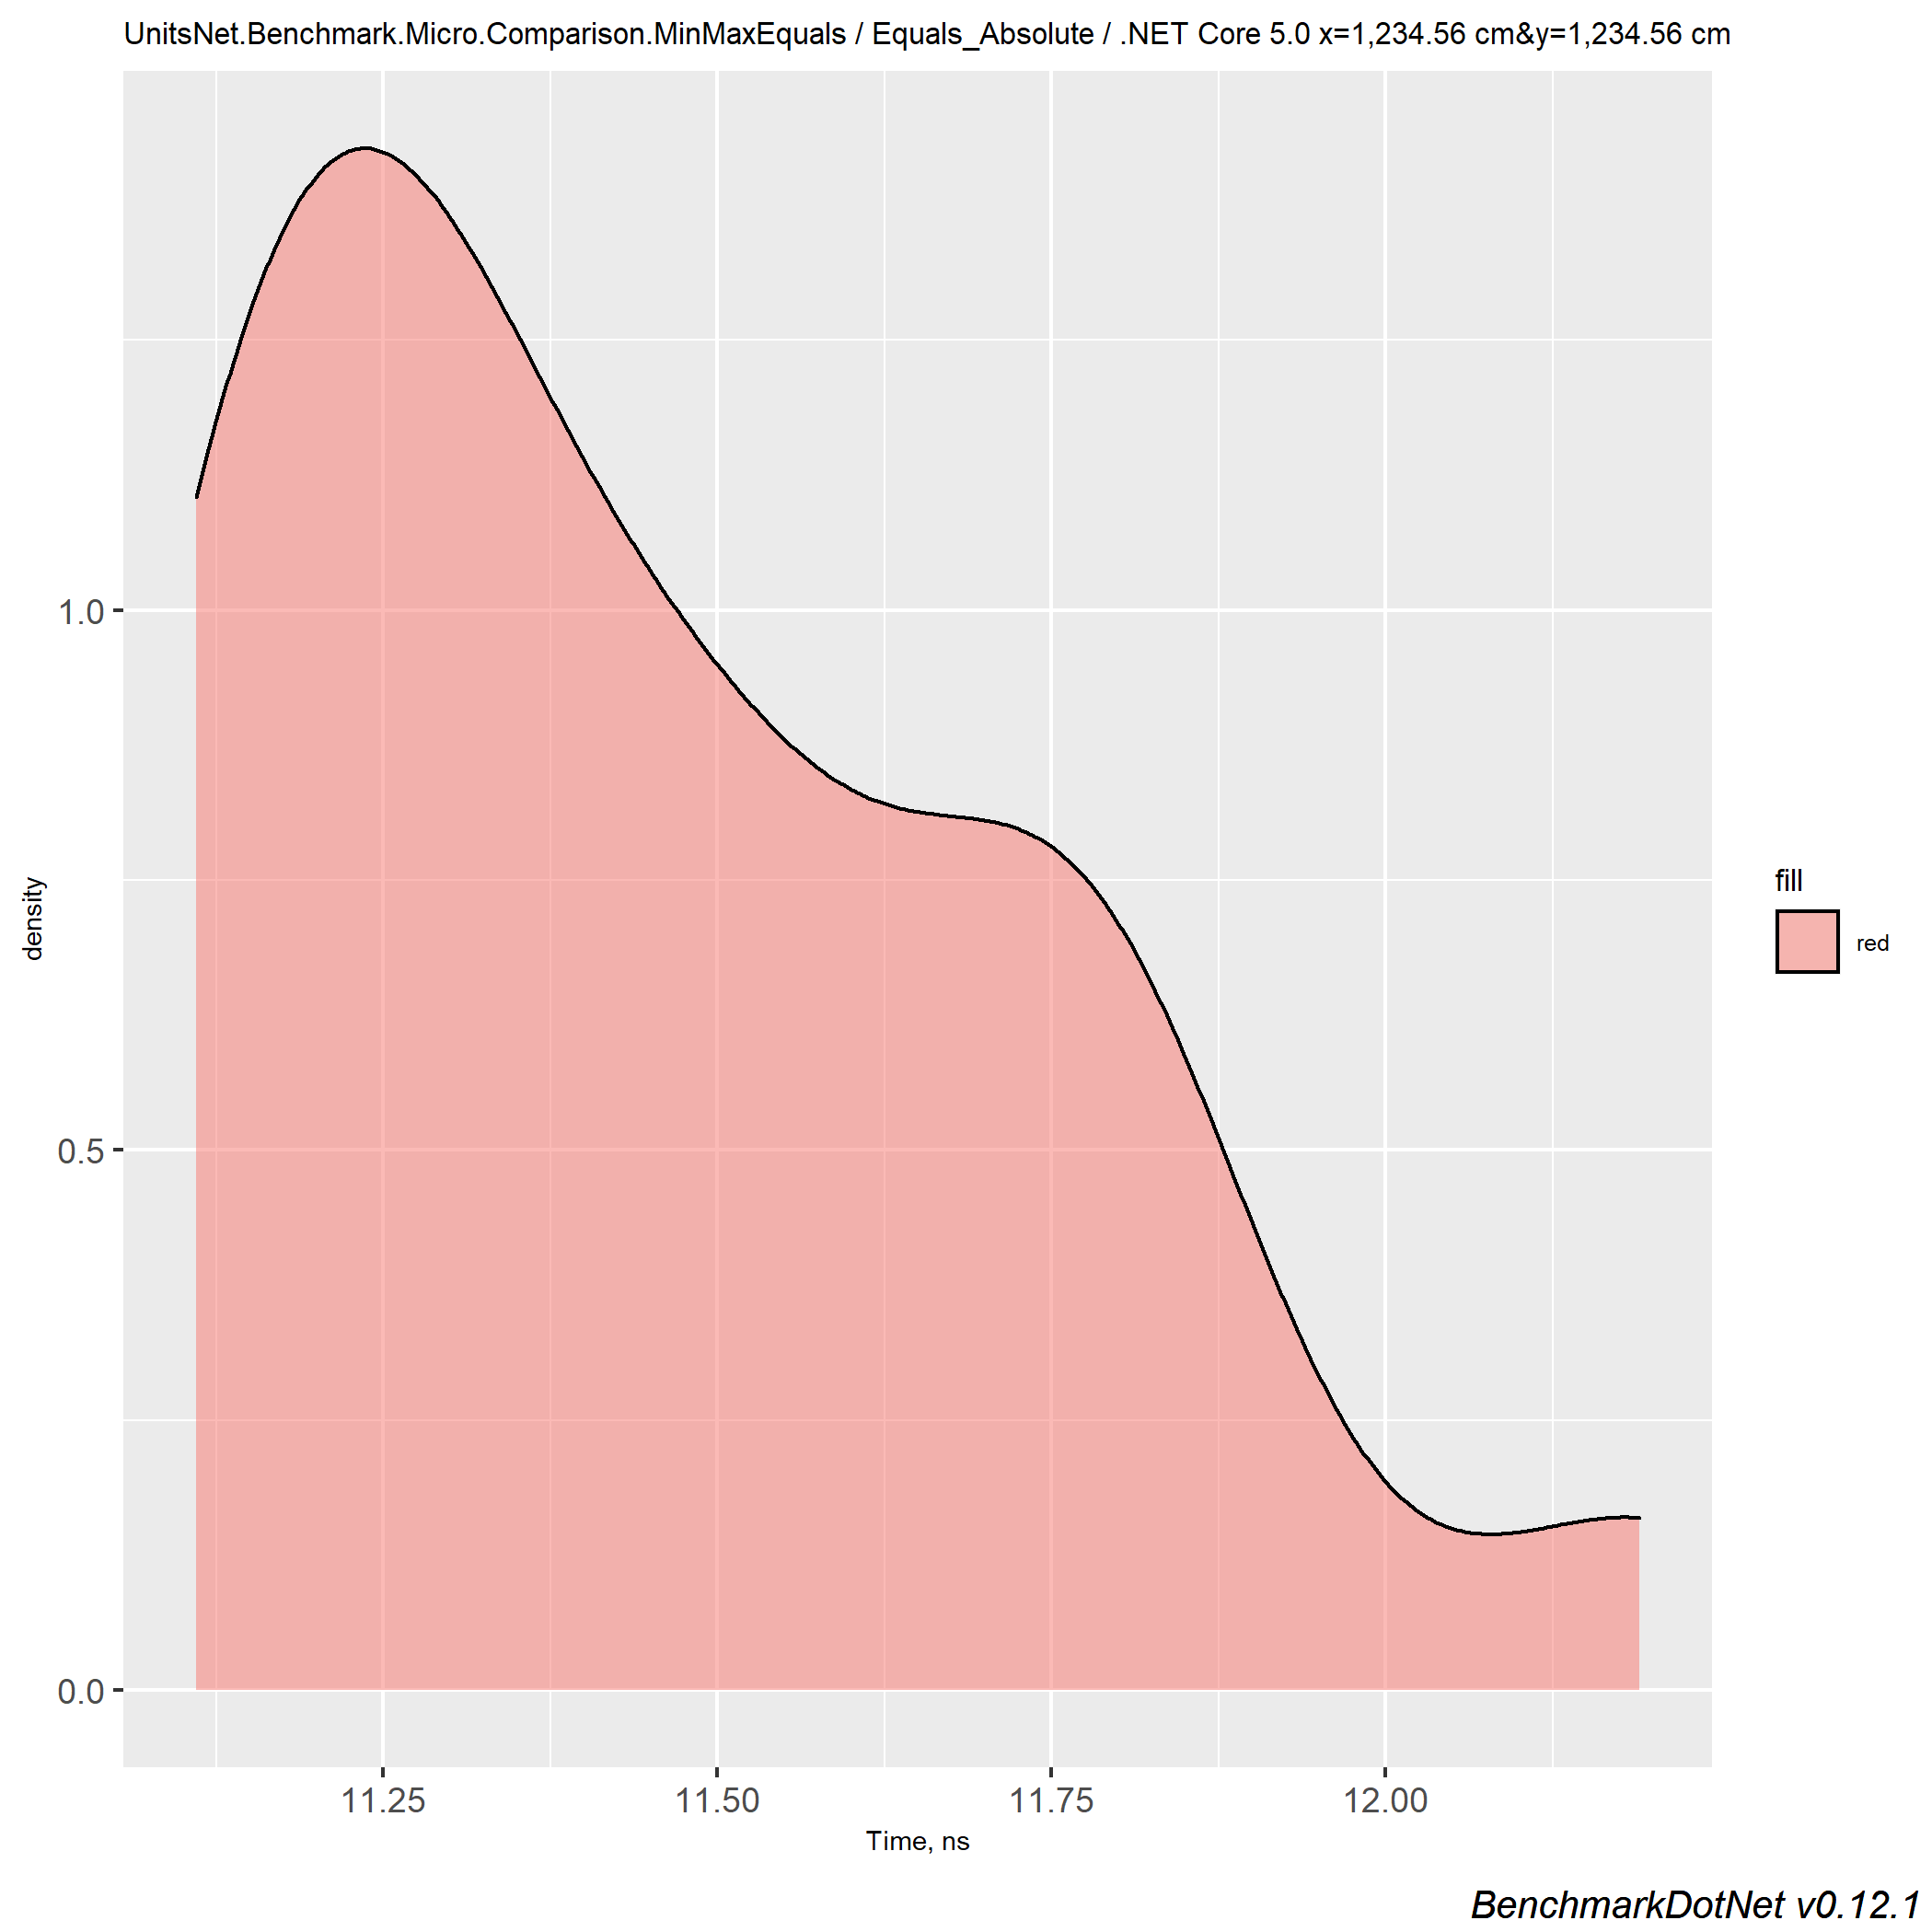 UnitsNet.Benchmark.Micro.Comparison.MinMaxEquals / Equals_Absolute / .NET Core 5.0 x=1,234.56 cm&y=1,234.56 cm
1.0
0.5
0.0
density
11.25 11.50 11.75 12.00
Time, ns
fill
red
BenchmarkDotNet v0.12.1